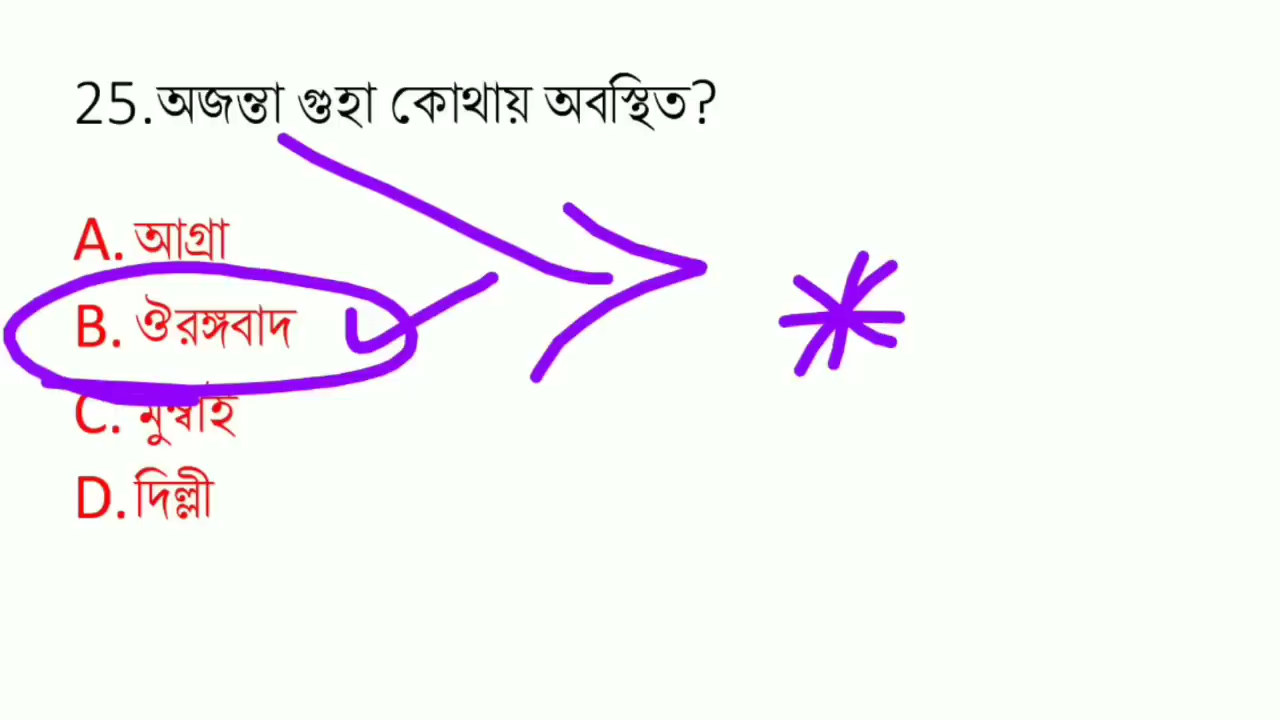 25.অজন্তা গুহা কোথায় অবস্থিত?
A. আগ্রা
B. ঔরঙ্গবাদ
C. মুম্বাই
D. দিল্লী